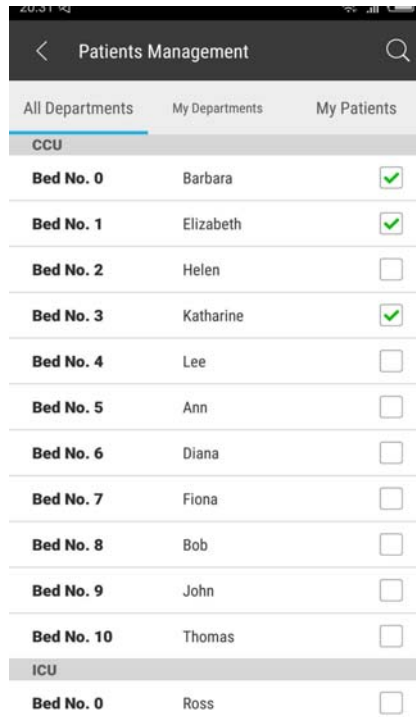 20:31
Patients Management
All Departments My Departments My Patients
CCU
Bed No. 0 Barbara
Bed No. 1 Elizabeth
Bed No. 2 Helen
Bed No. 3 Katharine
Bed No. 4 Lee
Bed No. 5 Ann
Bed No. 6 Diana
Bed No. 7 Fiona
Bed No. 8 Bob
Bed No. 9 John
Bed No. 10 Thomas
ICU
Bed No. 0 Ross